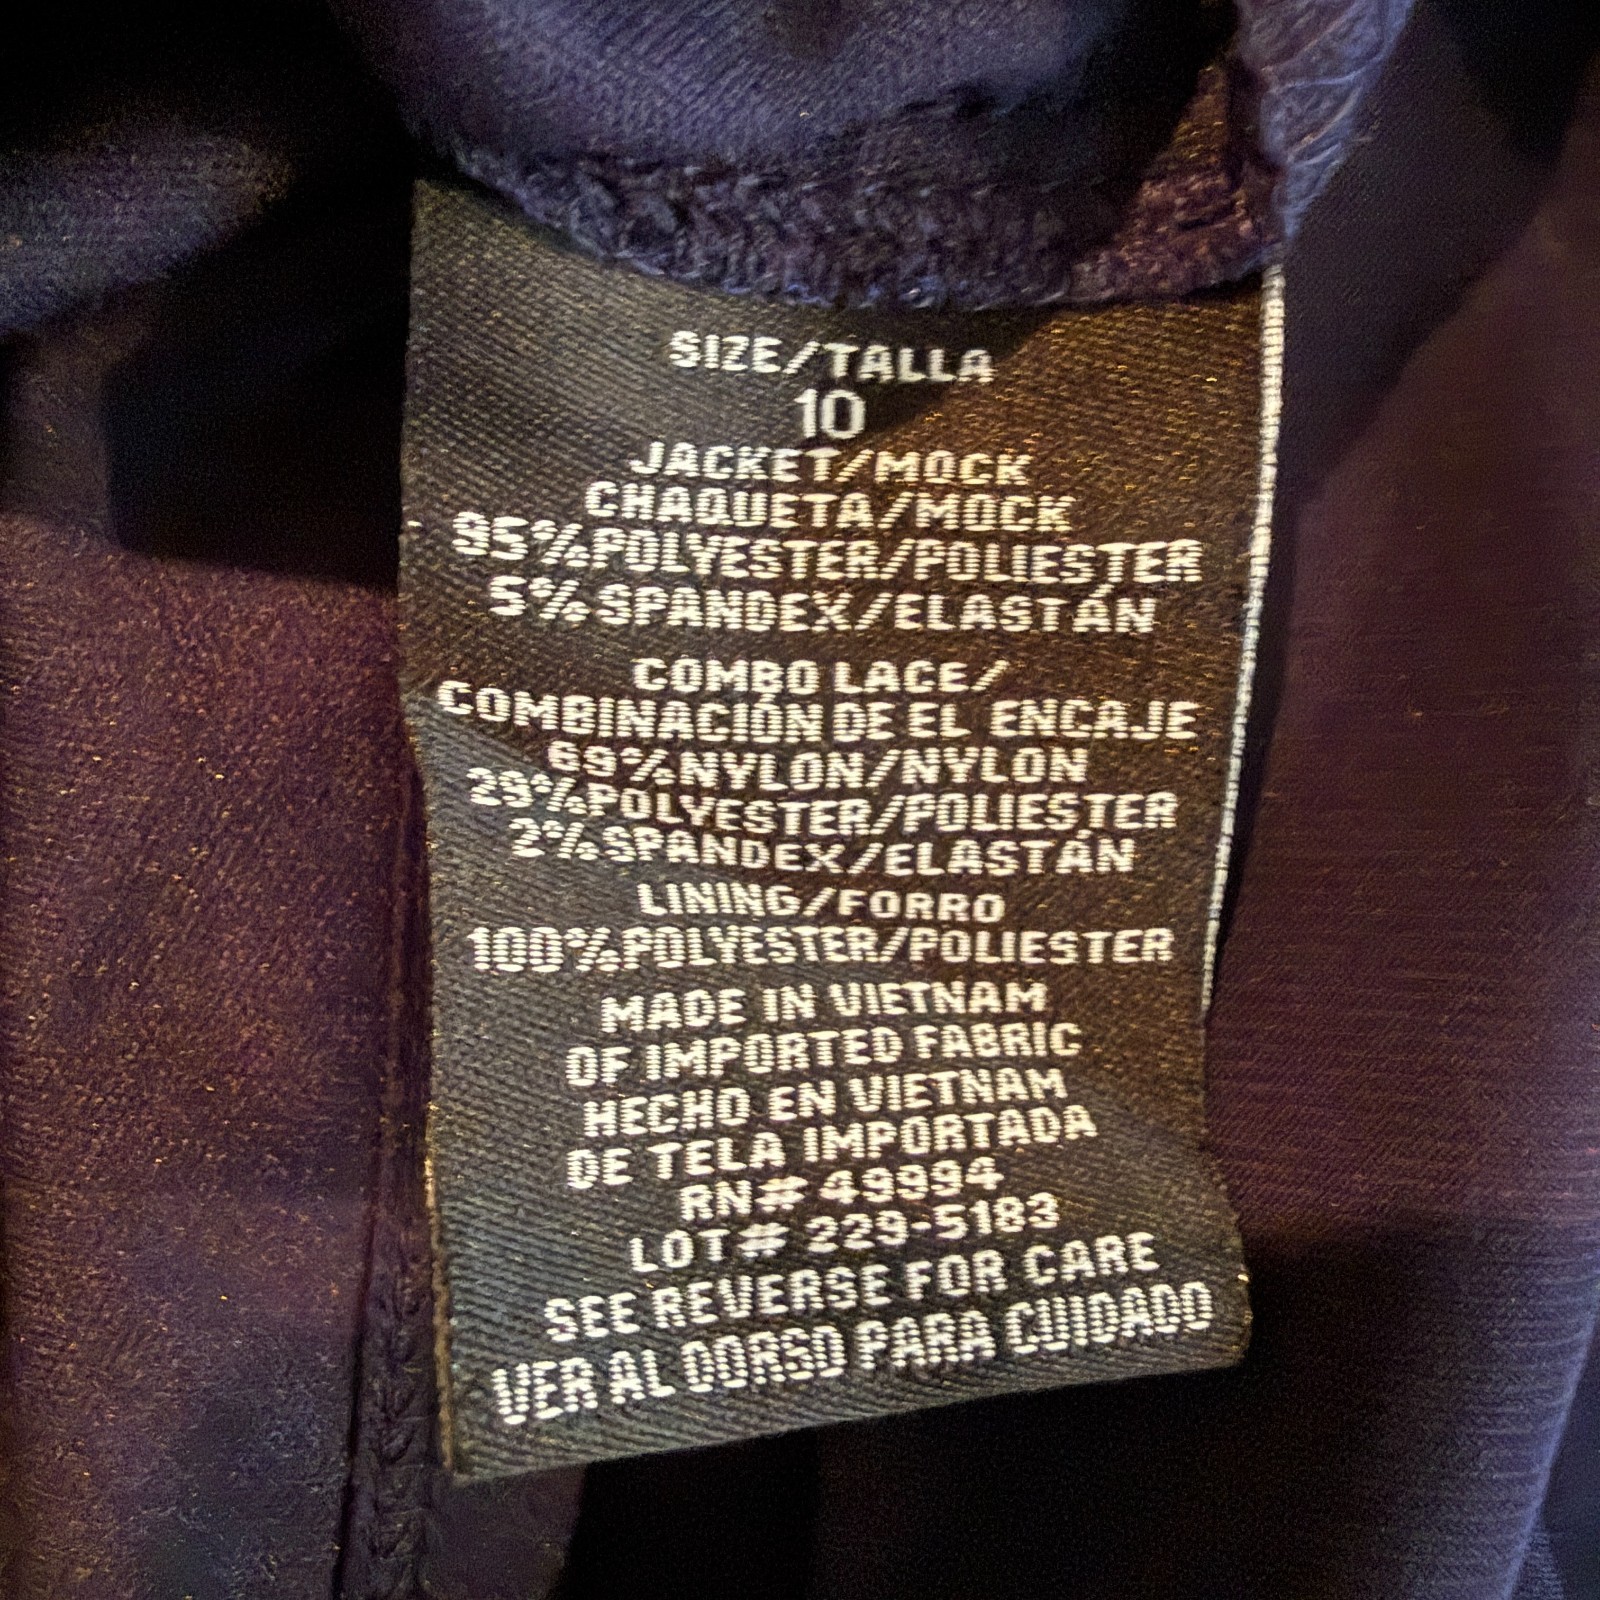 SIZE/TALLA
10
JACKET/MOCK
CHAQUETA/MOCK
95%POLYESTER/POLIESTER
5%SPANDEX/ELASTÁN
COMBO LACE/
COMBINACIÓN DE EL ENCAJE
69%NYLON/NYLON
29%POLYESTER/POLIESTER
2%SPANDEX/ELASTÁN
LINING/FORRO
100%POLYESTER/POLIESTER
MADE IN VIETNAM
OF IMPORTED FABRIC
HECHO EN VIETNAM
DE TELA IMPORTADA
RN# 49994
LOT# 229-5183
SEE REVERSE FOR CARE
VER AL DORSO PARA CUIDADO